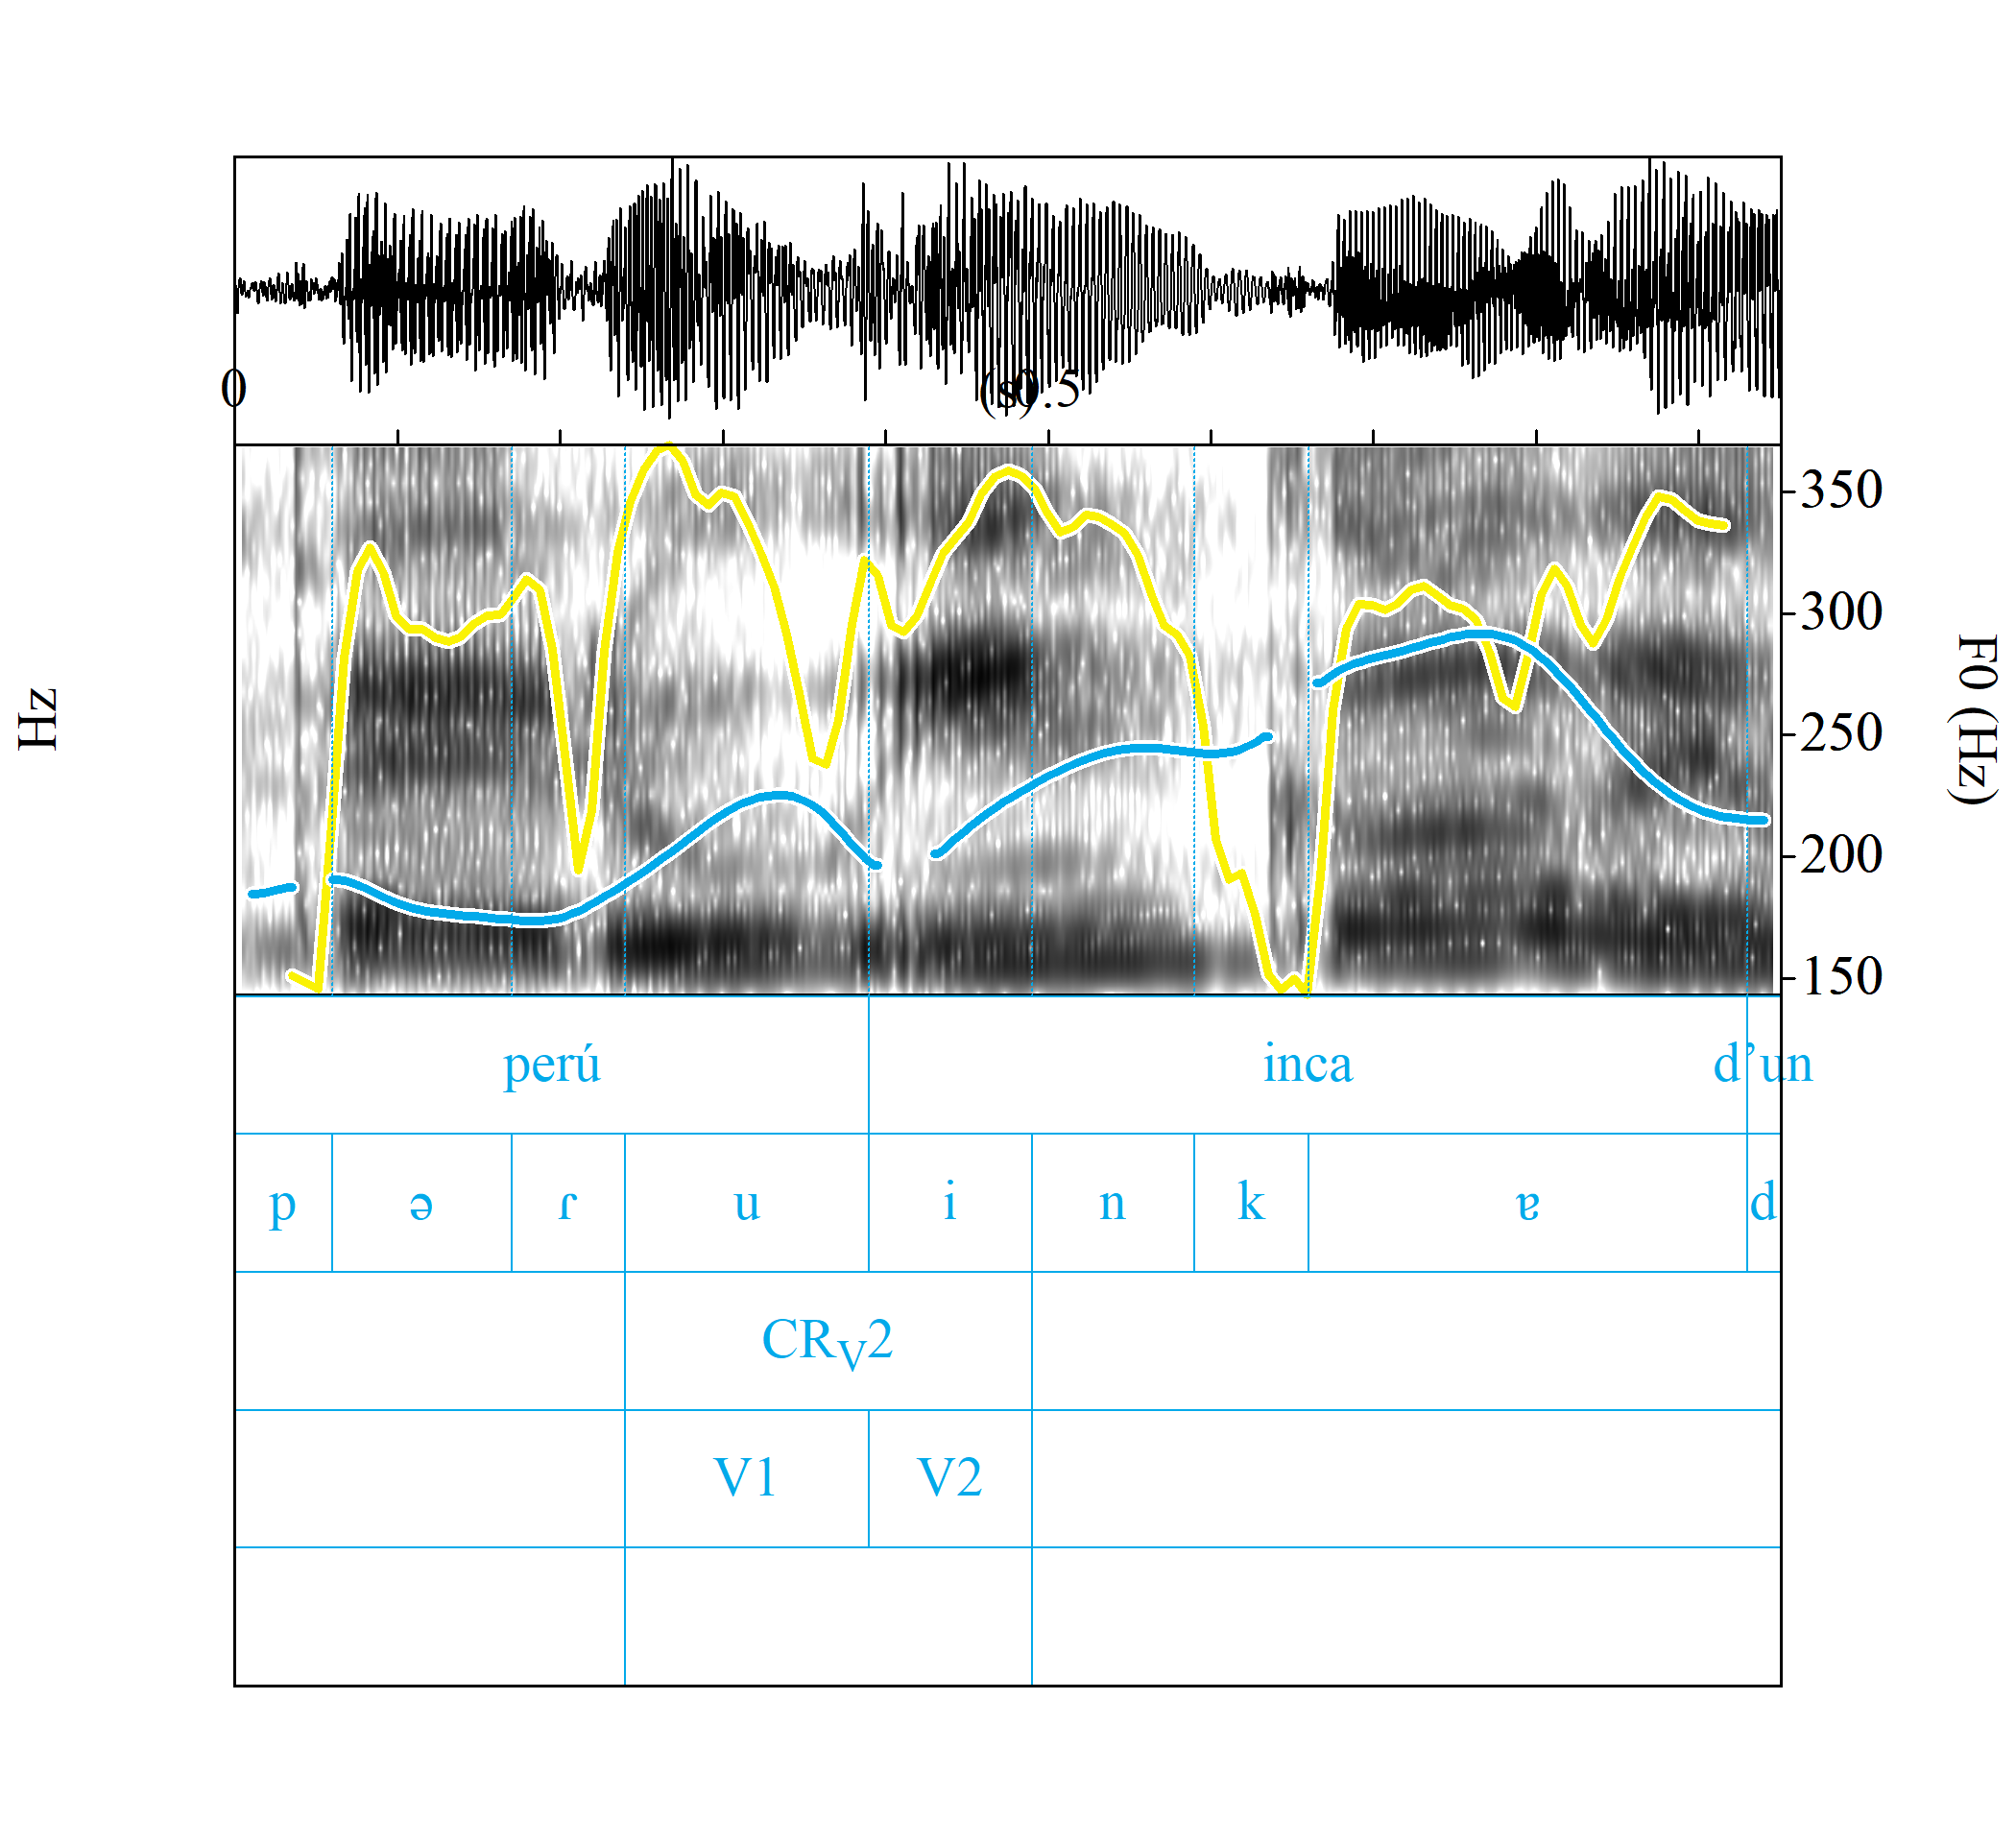 0 (s) 0.5
Hz
350
300
250
200
150
F0 (Hz)
perú inca d’un
p ə ɾ u i n k ɐ d
CRV2
V1 V2